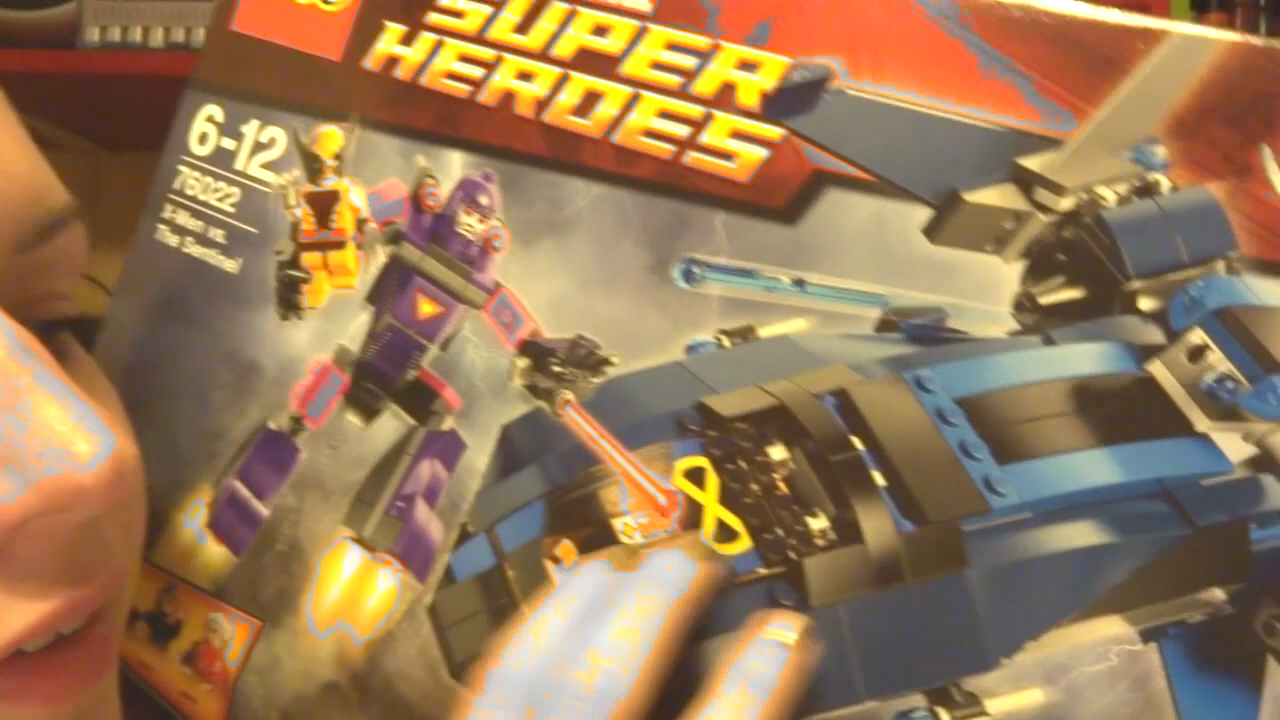 SUPER
HEROES
6-12
76022
X-Men vs.
The Sentinel